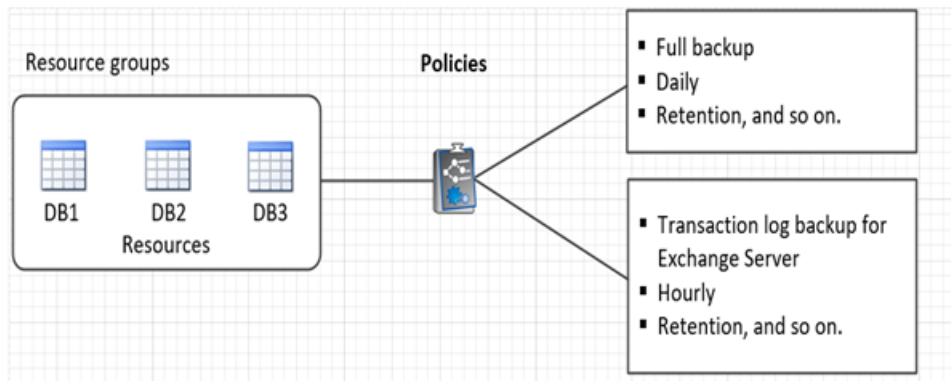 Resource groups
DB1
DB2
DB3
Resources
Policies
▪ Full backup
▪ Daily
▪ Retention, and so on.
▪ Transaction log backup for
Exchange Server
▪ Hourly
▪ Retention, and so on.